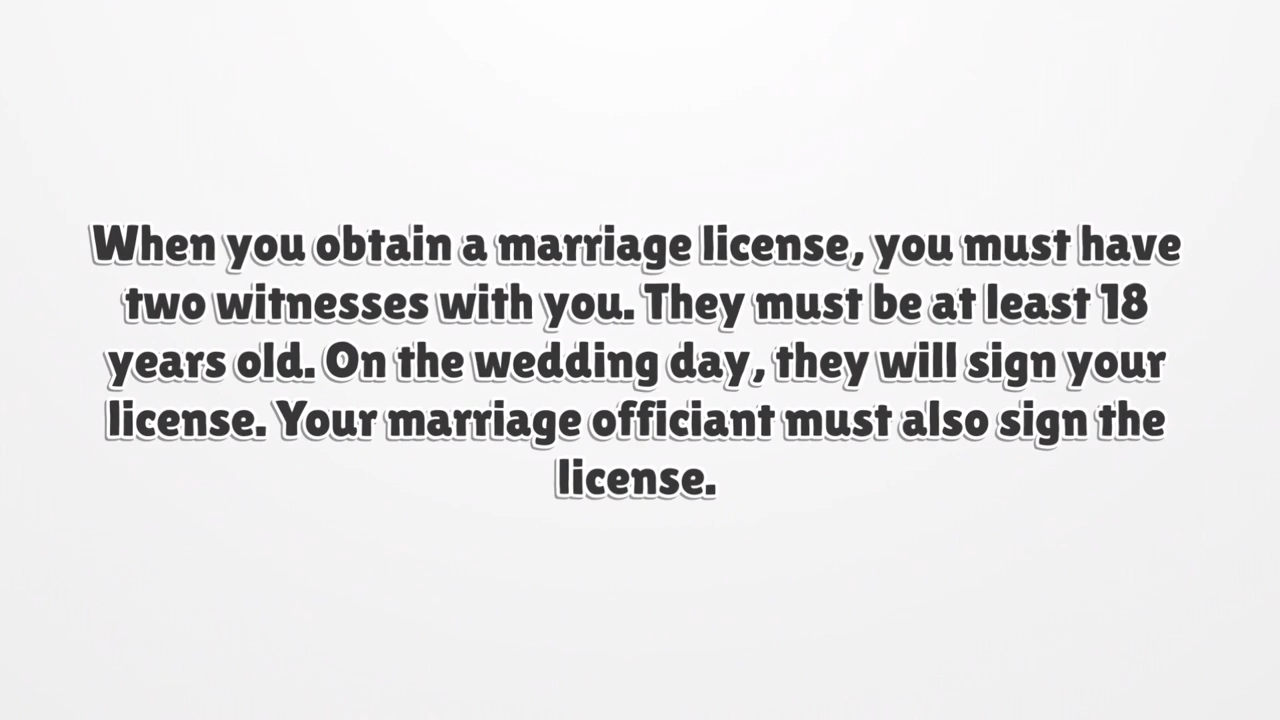 When you obtain a marriage license, you must have
two witnesses with you. They must be at least 18
years old. On the wedding day, they will sign your
license. Your marriage officiant must also sign the
license.